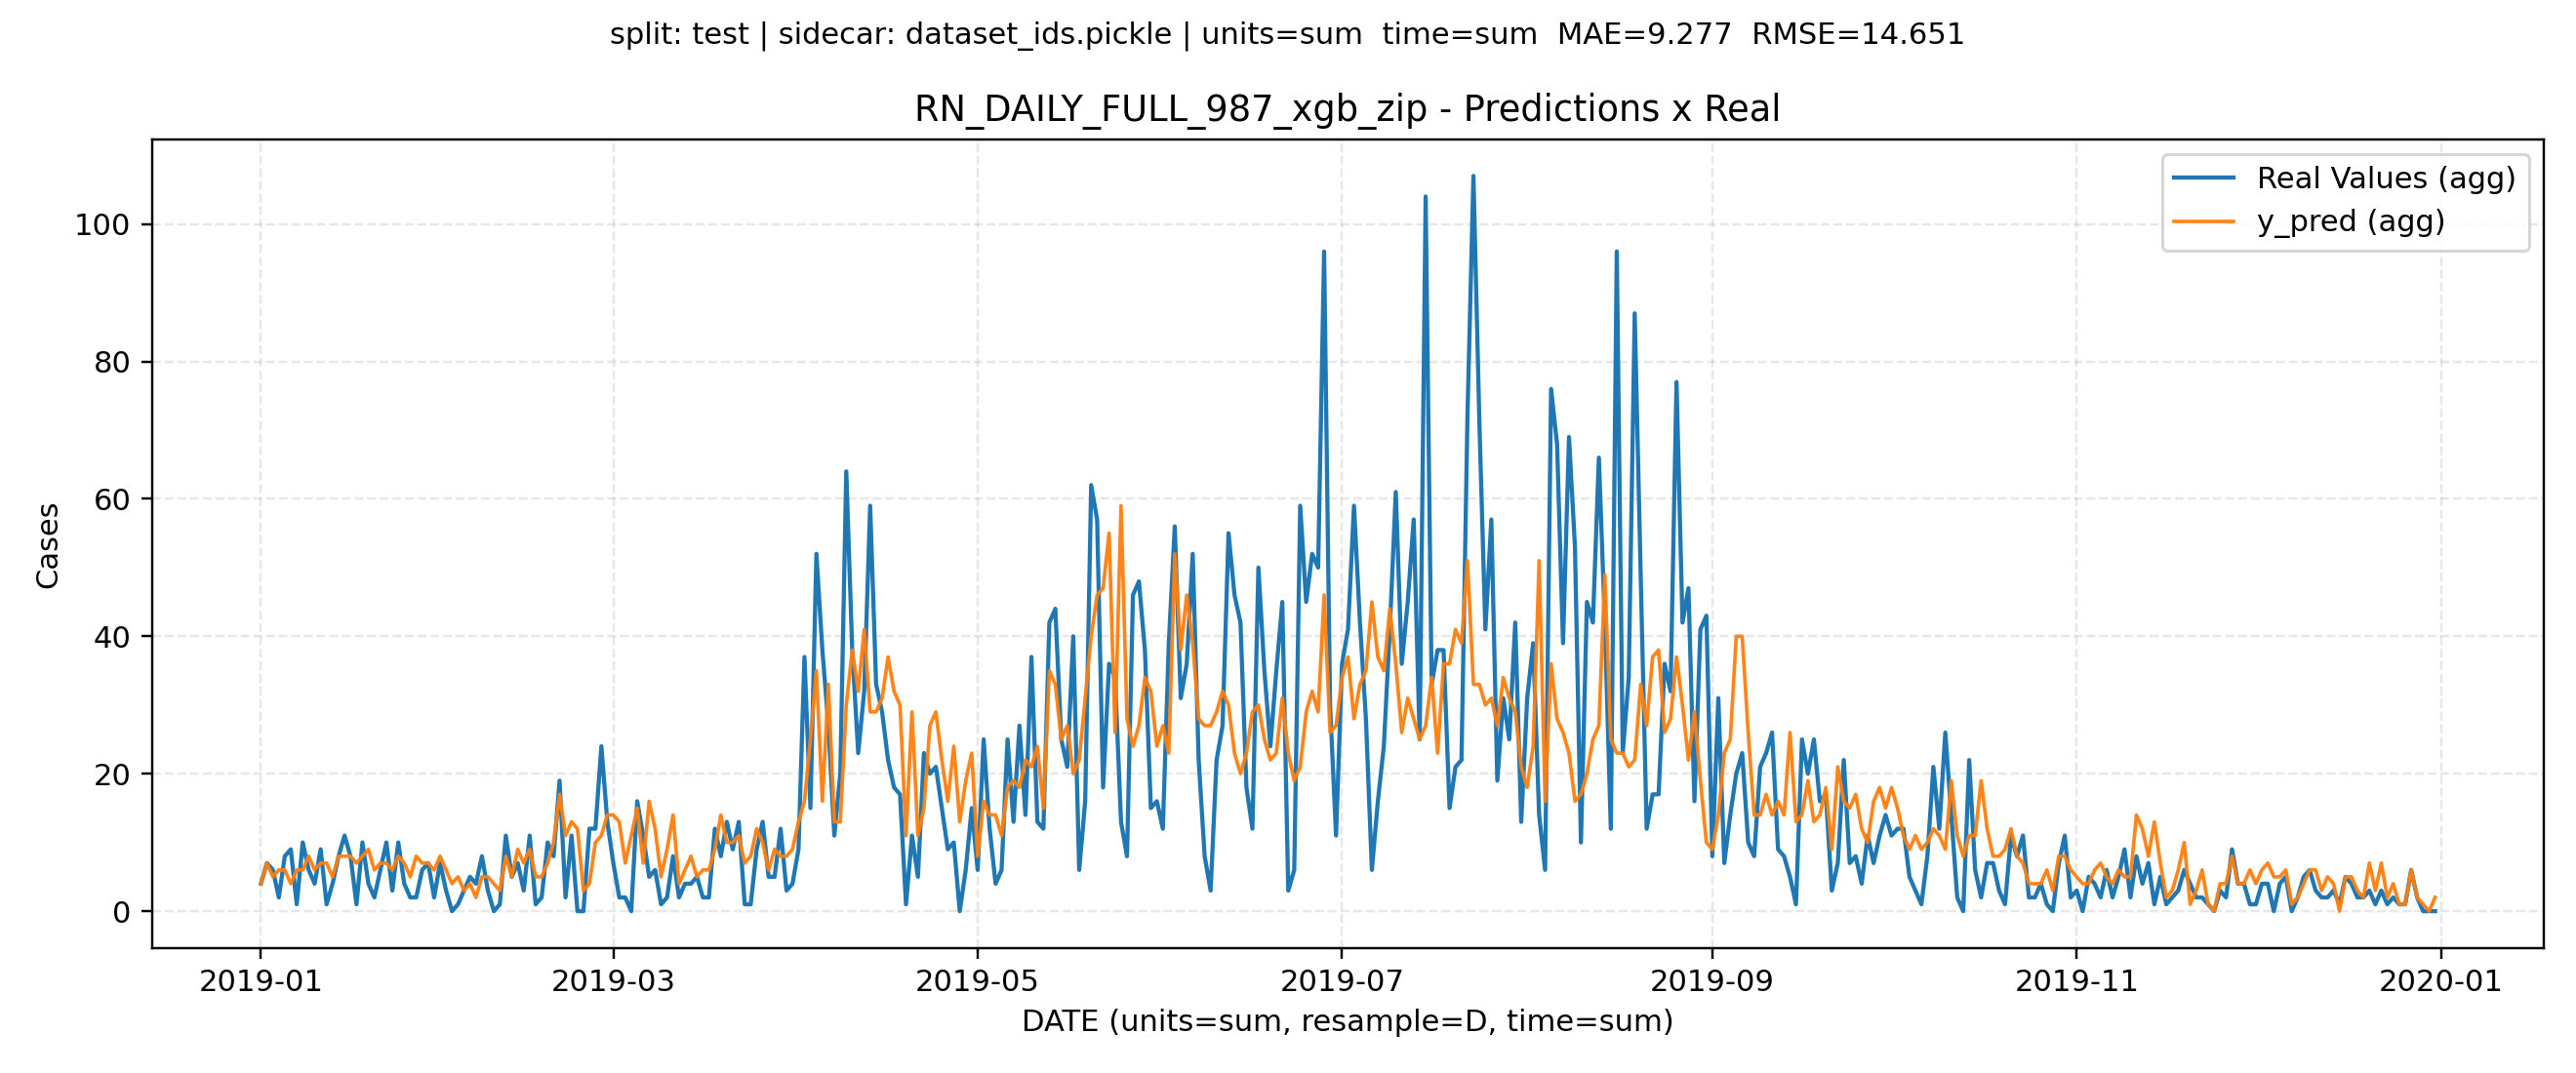 split: test | sidecar: dataset_ids.pickle | units=sum  time=sum  MAE=9.277  RMSE=14.651
RN_DAILY_FULL_987_xgb_zip - Predictions x Real
Real Values (agg)
y_pred (agg)
100
80
60
40
20
0
Cases
2019-01
2019-03
2019-05
2019-07
2019-09
2019-11
2020-01
DATE (units=sum, resample=D, time=sum)